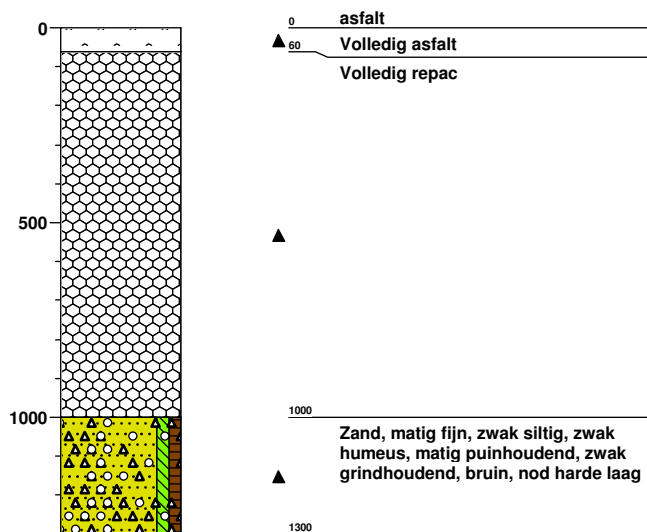 0
0 asfalt
60 Volledig asfalt
Volledig repac
500
1000
1000
Zand, matig fijn, zwak siltig, zwak
humeus, matig puinhoudend, zwak
grindhoudend, bruin, nod harde laag
1300